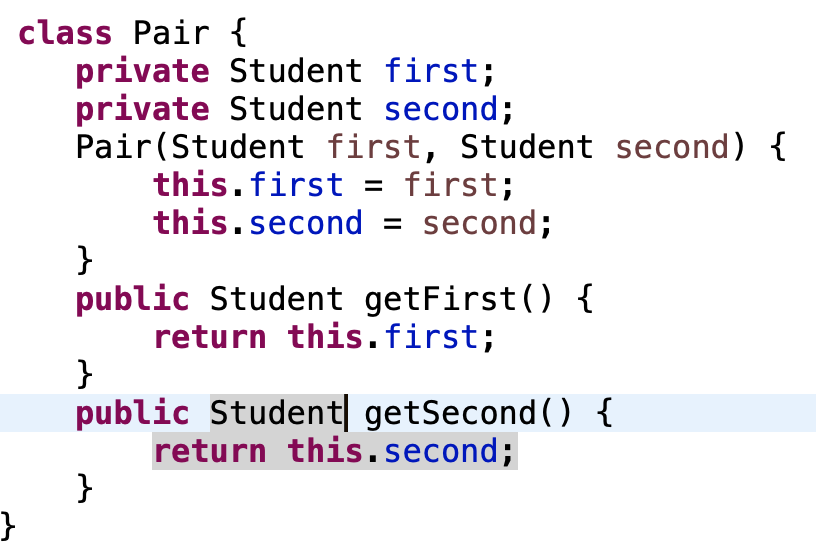 class Pair {
private Student first;
private Student second;
Pair(Student first, Student second) {
this.first = first;
this.second = second;
}
public Student getFirst() {
return this.first;
}
public Student getSecond() {
return this.second;
}
}